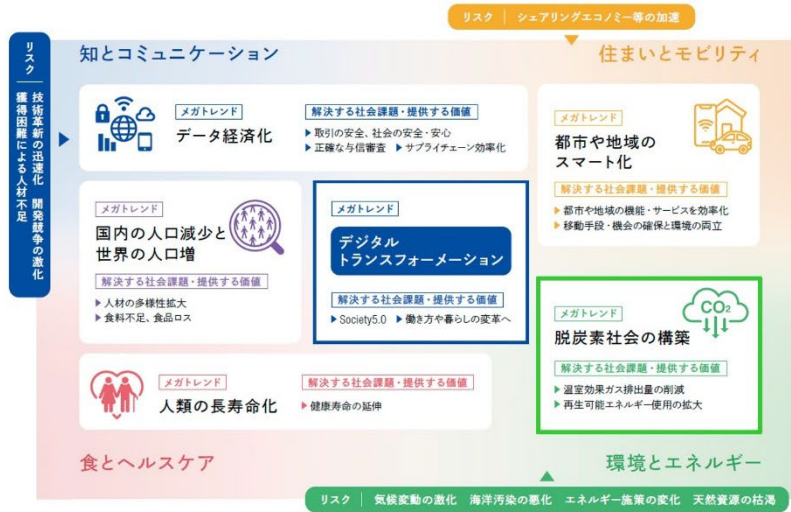 リスク | シェアリングエコノミー等の加速
リスク
技術革新の迅速化 開発競争の激化
獲得困難による人材不足
知とコミュニケーション
住まいとモビリティ
メガトレンド
データ経済化
解決する社会課題・提供する価値
▶取引の安全、社会の安全・安心
▶正確な与信審査 ▶サプライチェーン効率化
メガトレンド
都市や地域の
スマート化
解決する社会課題・提供する価値
▶都市や地域の機能・サービスを効率化
▶移動手段・機会の確保と環境の両立
メガトレンド
国内の人口減少と
世界の人口増
解決する社会課題・提供する価値
▶人材の多様性拡大
▶食料不足、食品ロス
メガトレンド
デジタル
トランスフォーメーション
解決する社会課題・提供する価値
▶Society5.0 ▶働き方や暮らしの変革へ
メガトレンド
CO2
脱炭素社会の構築
解決する社会課題・提供する価値
▶温室効果ガス排出量の削減
▶再生可能エネルギー使用の拡大
メガトレンド
人類の長寿命化
解決する社会課題・提供する価値
▶健康寿命の延伸
食とヘルスケア
環境とエネルギー
リスク | 気候変動の激化 海洋汚染の悪化 エネルギー施策の変化 天然資源の枯渇